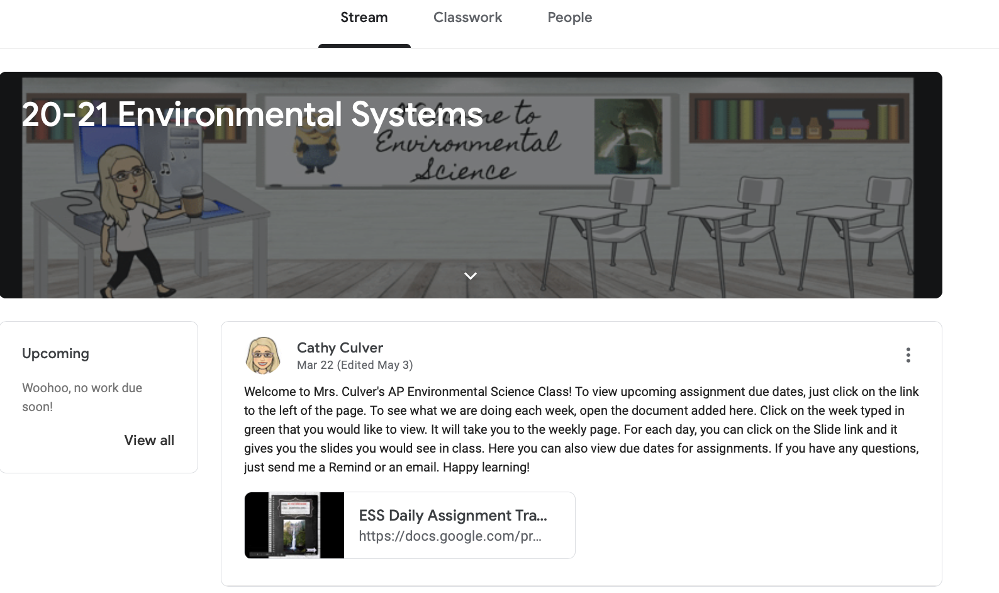 Stream Classwork People
20-21 Environmental Systems
Welcome to
Environmental
Science
Upcoming
Woohoo, no work due
soon!
View all
Cathy Culver
Mar 22 (Edited May 3)
Welcome to Mrs. Culver's AP Environmental Science Class! To view upcoming assignment due dates, just click on the link
to the left of the page. To see what we are doing each week, open the document added here. Click on the week typed in
green that you would like to view. It will take you to the weekly page. For each day, you can click on the Slide link and it
gives you the slides you would see in class. Here you can also view due dates for assignments. If you have any questions,
just send me a Remind or an email. Happy learning!
ESS Daily Assignment Tra...
https://docs.google.com/pr...